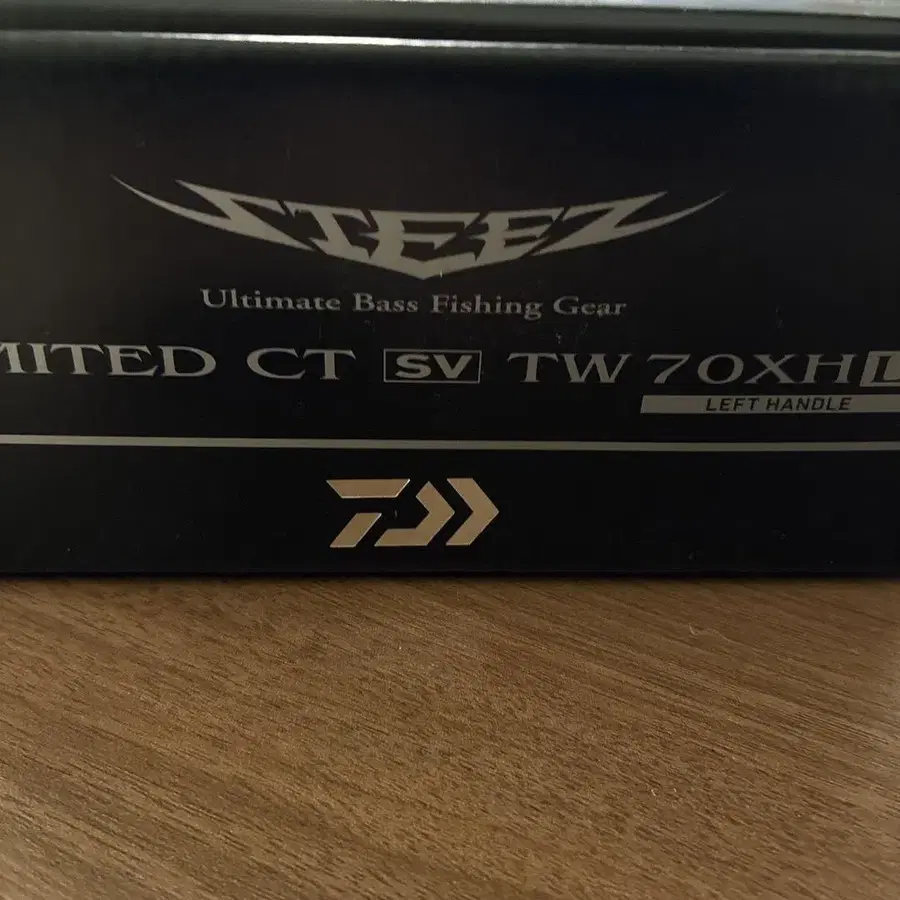 STEEZ
Ultimate Bass Fishing Gear
MITED CT SV TW 70XHL
LEFT HANDLE